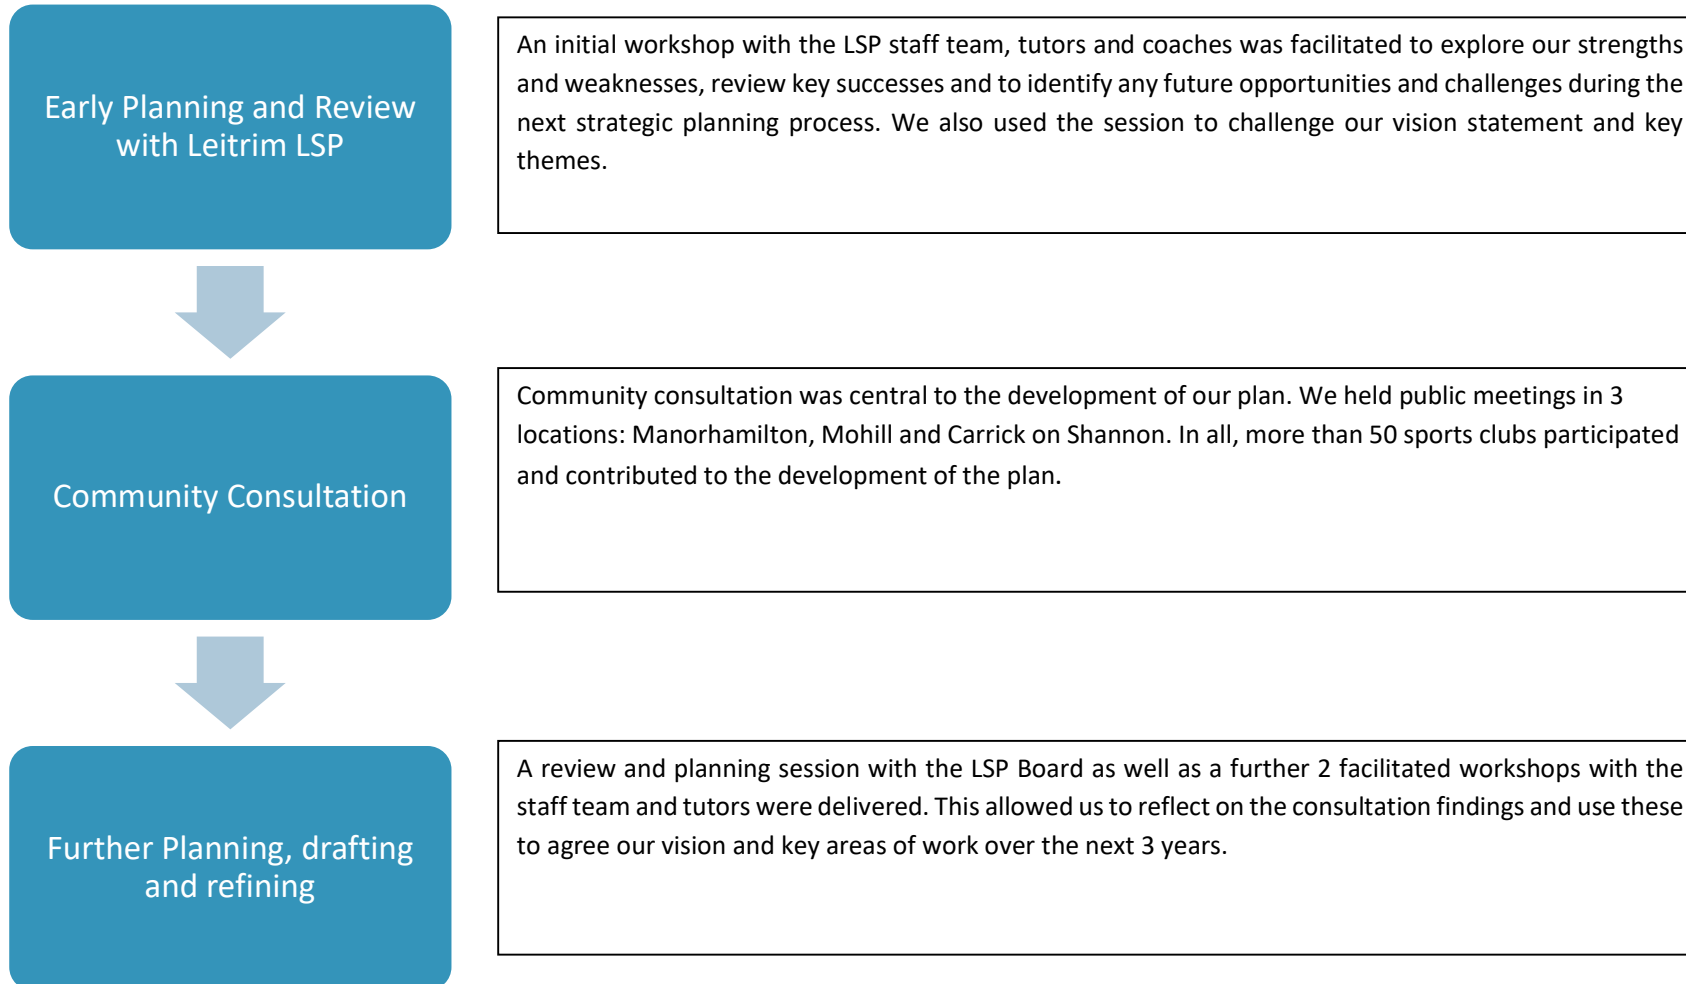 Early Planning and Review
with Leitrim LSP
An initial workshop with the LSP staff team, tutors and coaches was facilitated to explore our strengths
and weaknesses, review key successes and to identify any future opportunities and challenges during the
next strategic planning process. We also used the session to challenge our vision statement and key
themes.
Community Consultation
Community consultation was central to the development of our plan. We held public meetings in 3
locations: Manorhamilton, Mohill and Carrick on Shannon. In all, more than 50 sports clubs participated
and contributed to the development of the plan.
Further Planning, drafting
and refining
A review and planning session with the LSP Board as well as a further 2 facilitated workshops with the
staff team and tutors were delivered. This allowed us to reflect on the consultation findings and use these
to agree our vision and key areas of work over the next 3 years.